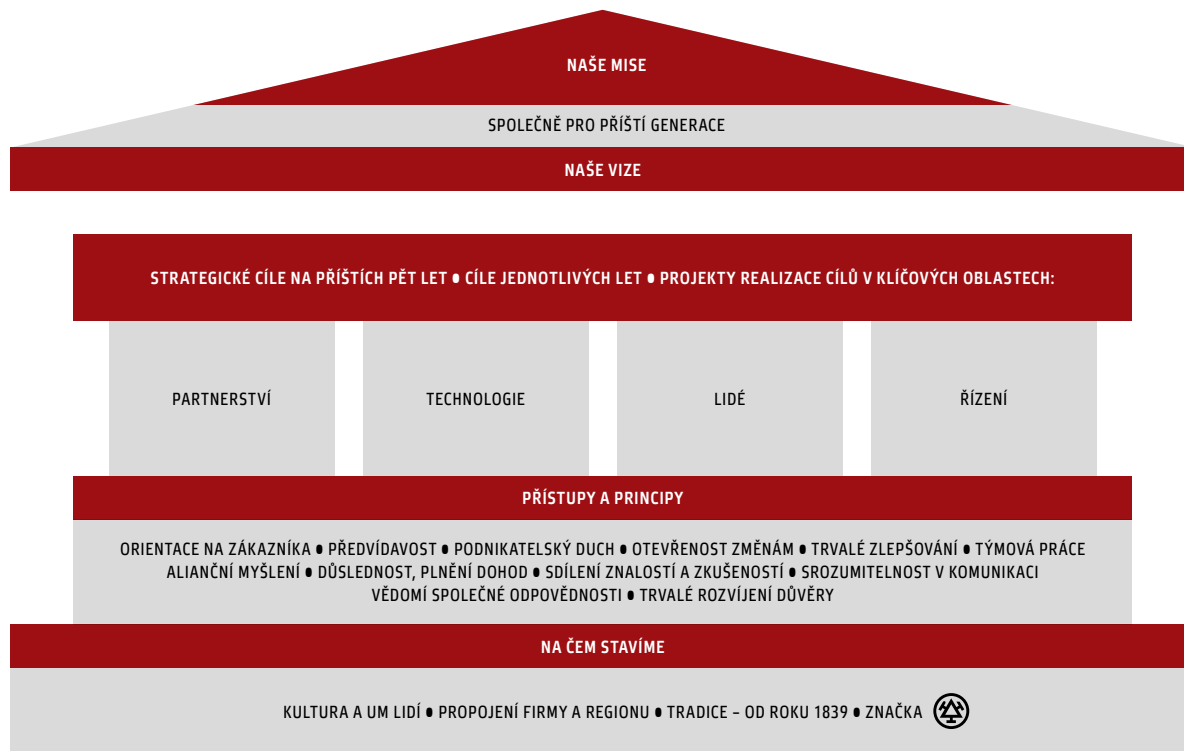 NAŠE MISE
SPOLEČNĚ PRO PŘÍŠTÍ GENERACE
NAŠE VIZE
STRATEGICKÉ CÍLE NA PŘÍŠTÍCH PĚT LET • CÍLE JEDNOTLIVÝCH LET • PROJEKTY REALIZACE CÍLŮ V KLÍČOVÝCH OBLASTECH:
PARTNERSTVÍ
TECHNOLOGIE
LIDÉ
ŘÍZENÍ
PŘÍSTUPY A PRINCIPY
ORIENTACE NA ZÁKAZNÍKA • PŘEDVÍDAVOST • PODNIKATELSKÝ DUCH • OTEVŘENOST ZMĚNÁM • TRVALÉ ZLEPŠOVÁNÍ • TÝMOVÁ PRÁCE
ALIANČNÍ MYŠLENÍ • DŮSLEDNOST, PLNĚNÍ DOHOD • SDÍLENÍ ZNALOSTÍ A ZKUŠENOSTÍ • SROZUMITELNOST V KOMUNIKACI
VĚDOMÍ SPOLEČNÉ ODPOVĚDNOSTI • TRVALÉ ROZVÍJENÍ DŮVĚRY
NA ČEM STAVÍME
KULTURA A UM LIDÍ • PROPOJENÍ FIRMY A REGIONU • TRADICE – OD ROKU 1839 • ZNAČKA